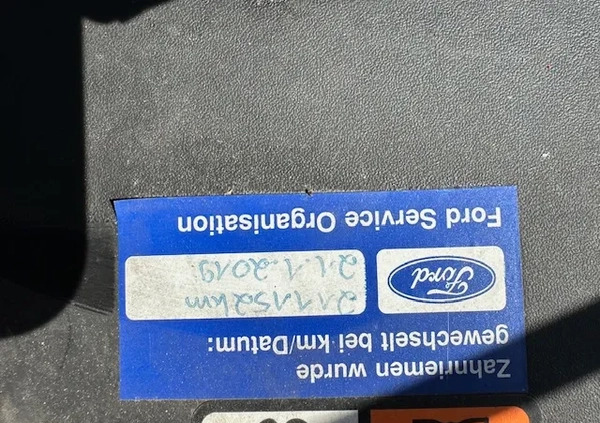 Zahnriemen wurde
gewechselt bei km/Datum:
Ford
211152km
21.1.2019
Ford Service Organisation